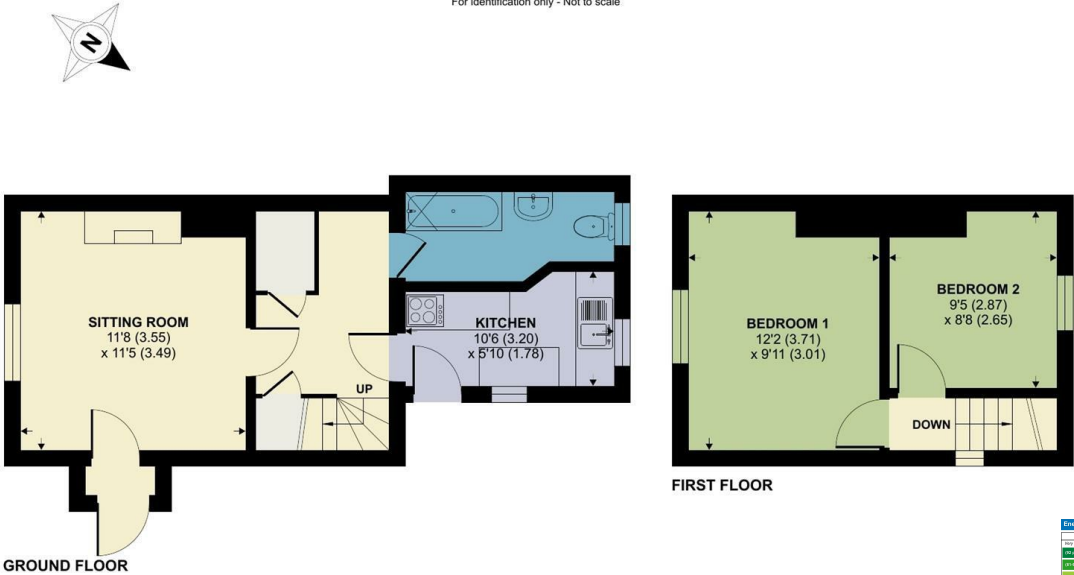 For identification only - Not to scale
N
SITTING ROOM
11'8 (3.55)
x 11'5 (3.49)
UP
KITCHEN
10'6 (3.20)
x 5'10 (1.78)
GROUND FLOOR
BEDROOM 1
12'2 (3.71)
x 9'11 (3.01)
BEDROOM 2
9'5 (2.87)
x 8'8 (2.65)
DOWN
FIRST FLOOR